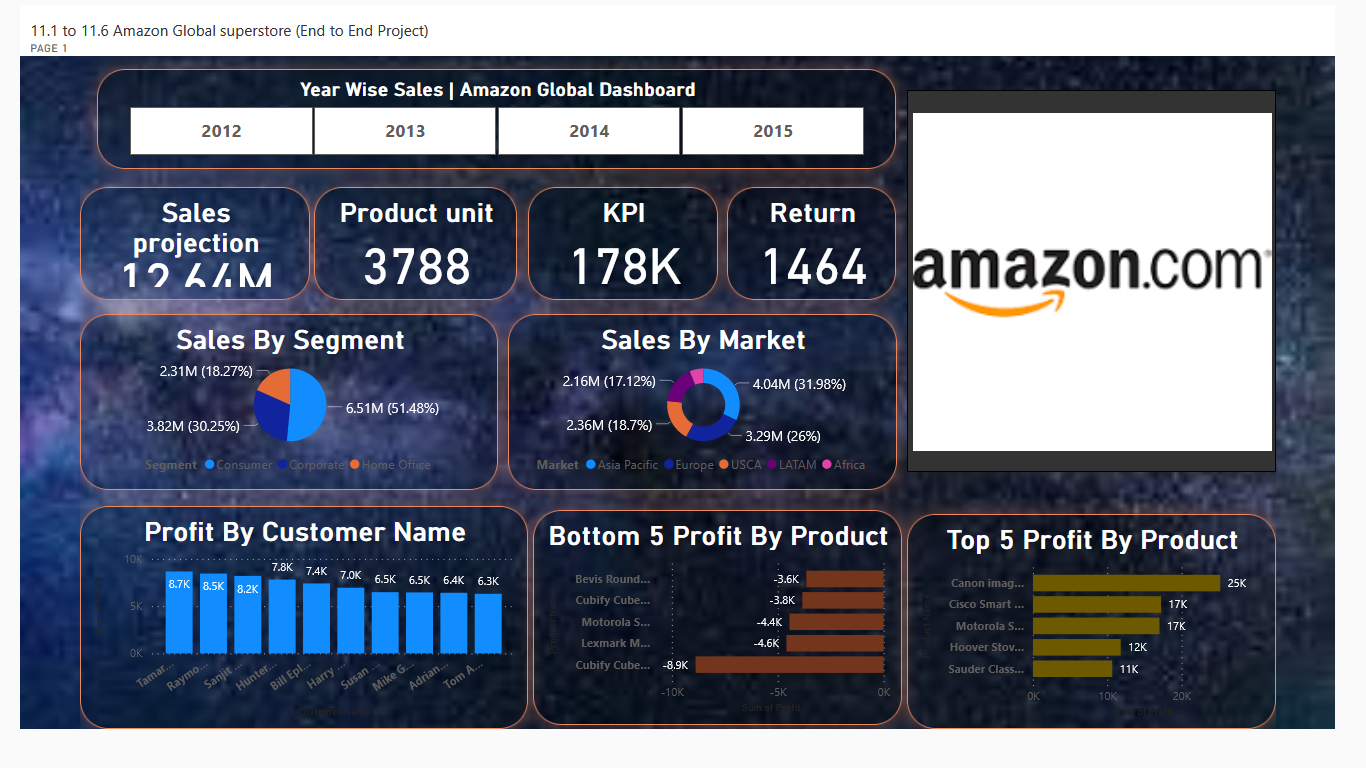 11.1 to 11.6 Amazon Global superstore (End to End Project)
PAGE 1
Year Wise Sales | Amazon Global Dashboard
2012 2013 2014 2015
amazon.com
Sales projection
12.64M
Product unit
3788
KPI
178K
Return
1464
Sales By Segment
2.31M (18.27%)
6.51M (51.48%)
3.82M (30.25%)
Segment Consumer Corporate Home Office
Sales By Market
2.16M (17.12%)
4.04M (31.98%)
2.36M (18.7%)
3.29M (26%)
Market Asia Pacific Europe USCA LATAM Africa
Profit By Customer Name
10K
5K
0K
8.7K 8.5K 8.2K 7.8K 7.4K 7.0K 6.5K 6.5K 6.4K 6.3K
Tamar... Raymo... Sanjit ... Hunter... Bill Epl... Harry ... Susan ... Mike G... Adrian... Tom A...
Bottom 5 Profit By Product
Bevis Round... -3.6K
Cubify Cube... -3.8K
Motorola S... -4.4K
Lexmark M... -4.6K
Cubify Cube... -8.9K
-10K -5K 0K
Sum of Profit
Top 5 Profit By Product
Canon imag... 25K
Cisco Smart ... 17K
Motorola S... 17K
Hoover Stov... 12K
Sauder Class... 11K
0K 10K 20K